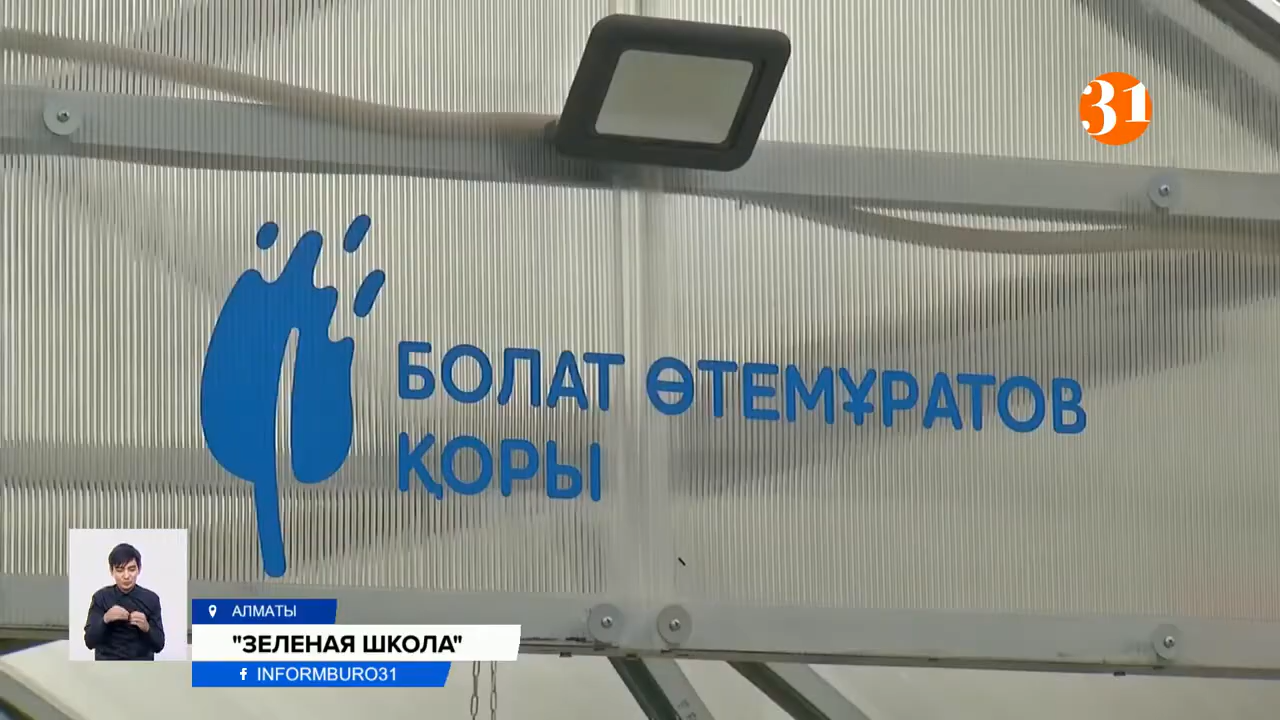 31
БОЛАТ ӨТЕМҰРАТОВ
ҚОРЫ
АЛМАТЫ
"ЗЕЛЕНАЯ ШКОЛА"
INFORMBURO31